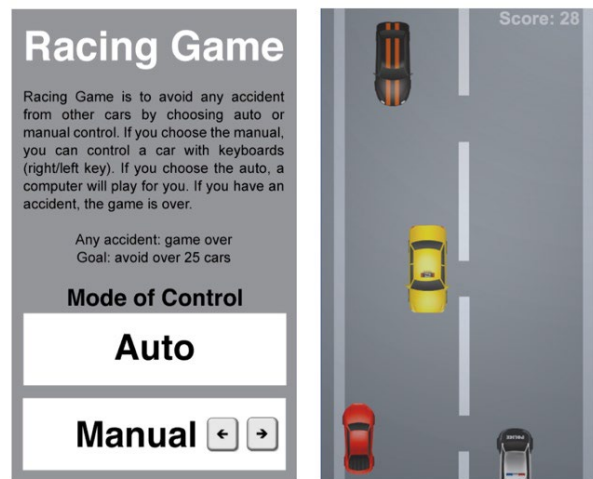 Racing Game
Racing Game is to avoid any accident
from other cars by choosing auto or
manual control. If you choose the manual,
you can control a car with keyboards
(right/left key). If you choose the auto, a
computer will play for you. If you have an
accident, the game is over.
Any accident: game over
Goal: avoid over 25 cars
Mode of Control
Auto
Manual ← →
Score: 28
POLICE